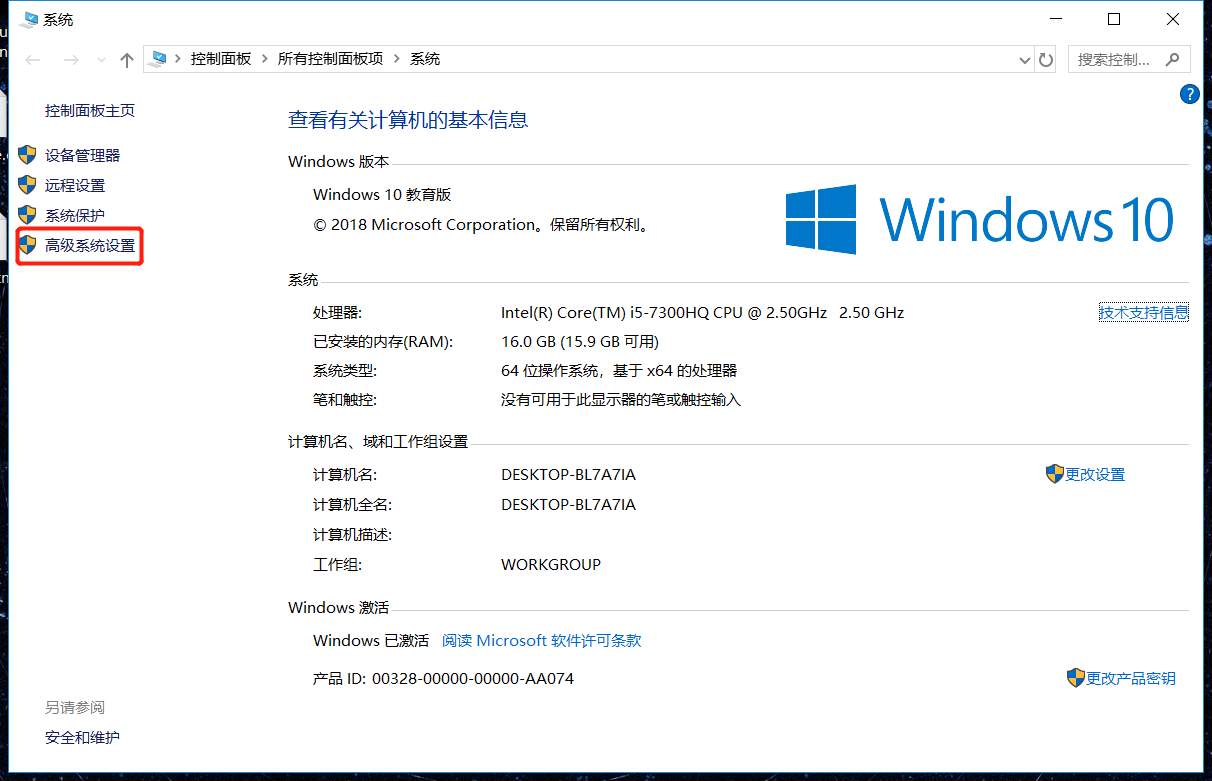 系统
控制面板 > 所有控制面板项 > 系统
搜索控制...
?
控制面板主页
设备管理器
远程设置
系统保护
高级系统设置
查看有关计算机的基本信息
Windows 版本
Windows 10 教育版
© 2018 Microsoft Corporation。保留所有权利。
Windows 10
系统
处理器: Intel(R) Core(TM) i5-7300HQ CPU @ 2.50GHz 2.50 GHz
技术支持信息
已安装的内存(RAM): 16.0 GB (15.9 GB 可用)
系统类型: 64 位操作系统，基于 x64 的处理器
笔和触控: 没有可用于此显示器的笔或触控输入
计算机名、域和工作组设置
计算机名: DESKTOP-BL7A7IA
更改设置
计算机全名: DESKTOP-BL7A7IA
计算机描述:
工作组: WORKGROUP
Windows 激活
Windows 已激活 阅读 Microsoft 软件许可条款
产品 ID: 00328-00000-00000-AA074
更改产品密钥
另请参阅
安全和维护